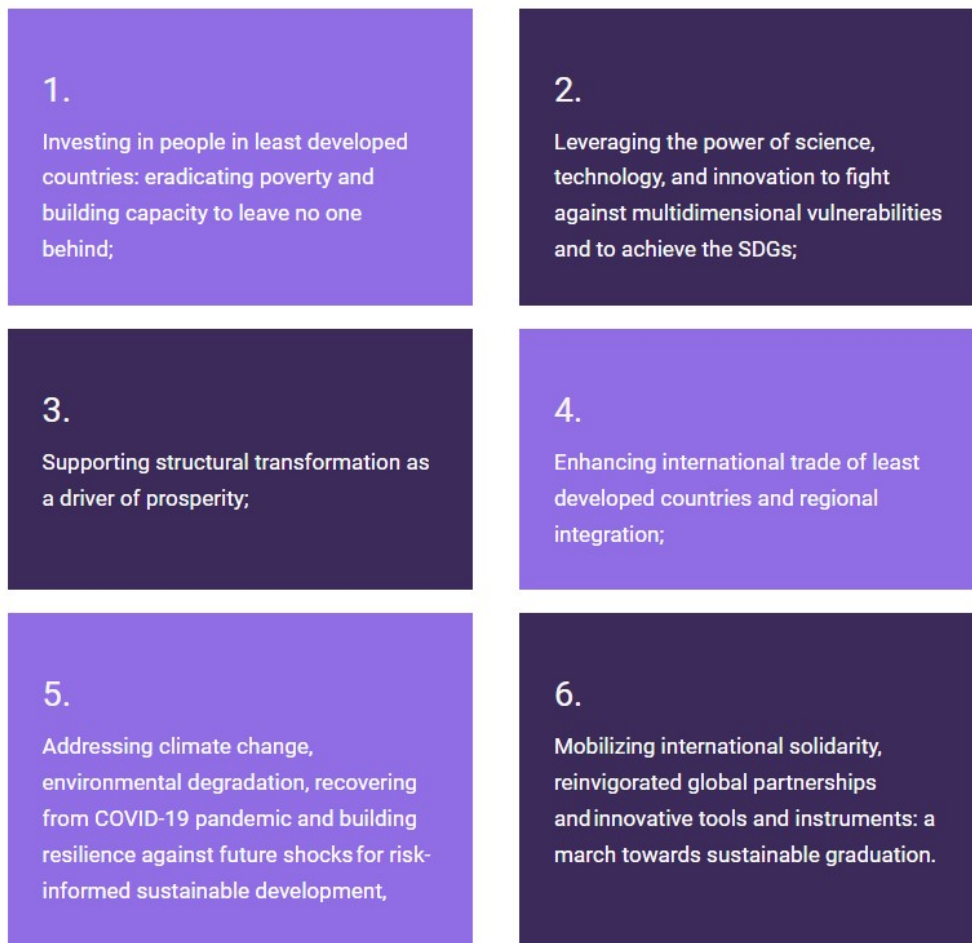 1.
Investing in people in least developed
countries: eradicating poverty and
building capacity to leave no one
behind;
2.
Leveraging the power of science,
technology, and innovation to fight
against multidimensional vulnerabilities
and to achieve the SDGs;
3.
Supporting structural transformation as
a driver of prosperity;
4.
Enhancing international trade of least
developed countries and regional
integration;
5.
Addressing climate change,
environmental degradation, recovering
from COVID-19 pandemic and building
resilience against future shocks for risk-
informed sustainable development,
6.
Mobilizing international solidarity,
reinvigorated global partnerships
and innovative tools and instruments: a
march towards sustainable graduation.